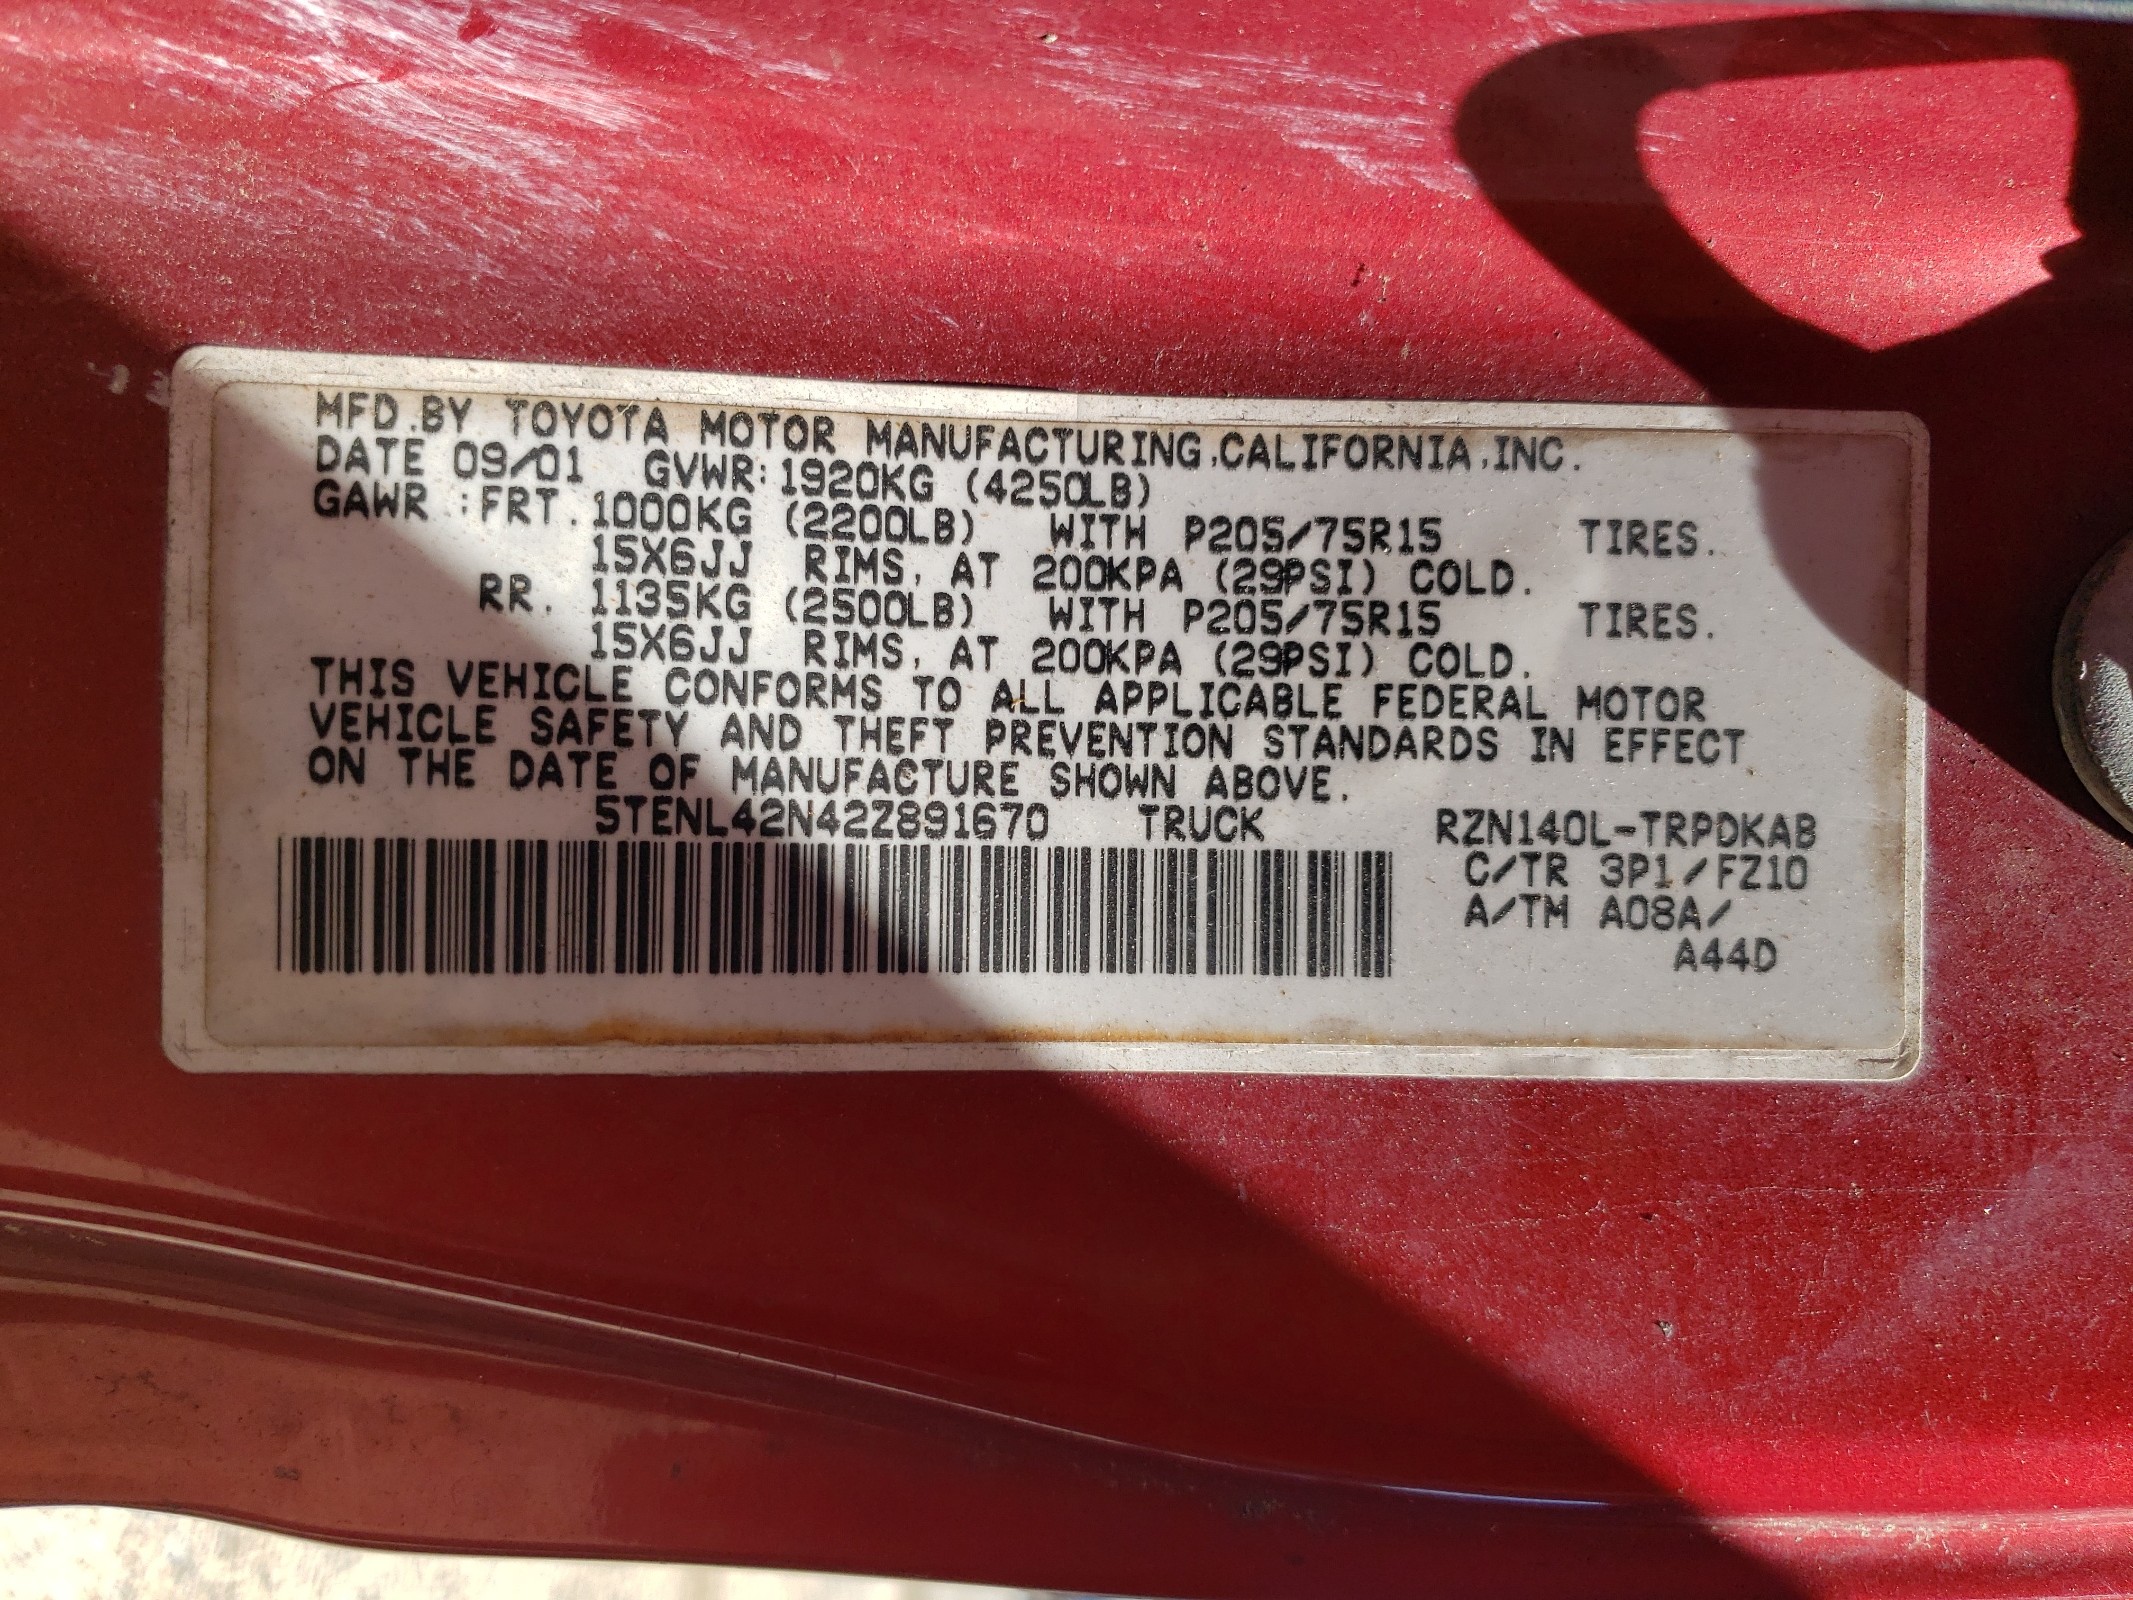 MFD.BY TOYOTA MOTOR MANUFACTURING,CALIFORNIA,INC.
DATE 09/01 GVWR:1920KG (4250LB)
GAWR :FRT. 1000KG (2200LB) WITH P205/75R15 TIRES.
15X6JJ RIMS, AT 200KPA (29PSI) COLD.
RR. 1135KG (2500LB) WITH P205/75R15 TIRES.
15X6JJ RIMS, AT 200KPA (29PSI) COLD.
THIS VEHICLE CONFORMS TO ALL APPLICABLE FEDERAL MOTOR
VEHICLE SAFETY AND THEFT PREVENTION STANDARDS IN EFFECT
ON THE DATE OF MANUFACTURE SHOWN ABOVE.
5TENL42N42Z891670 TRUCK RZN140L-TRPDKAB
C/TR 3P1/FZ10
A/TM A08A/
A44D